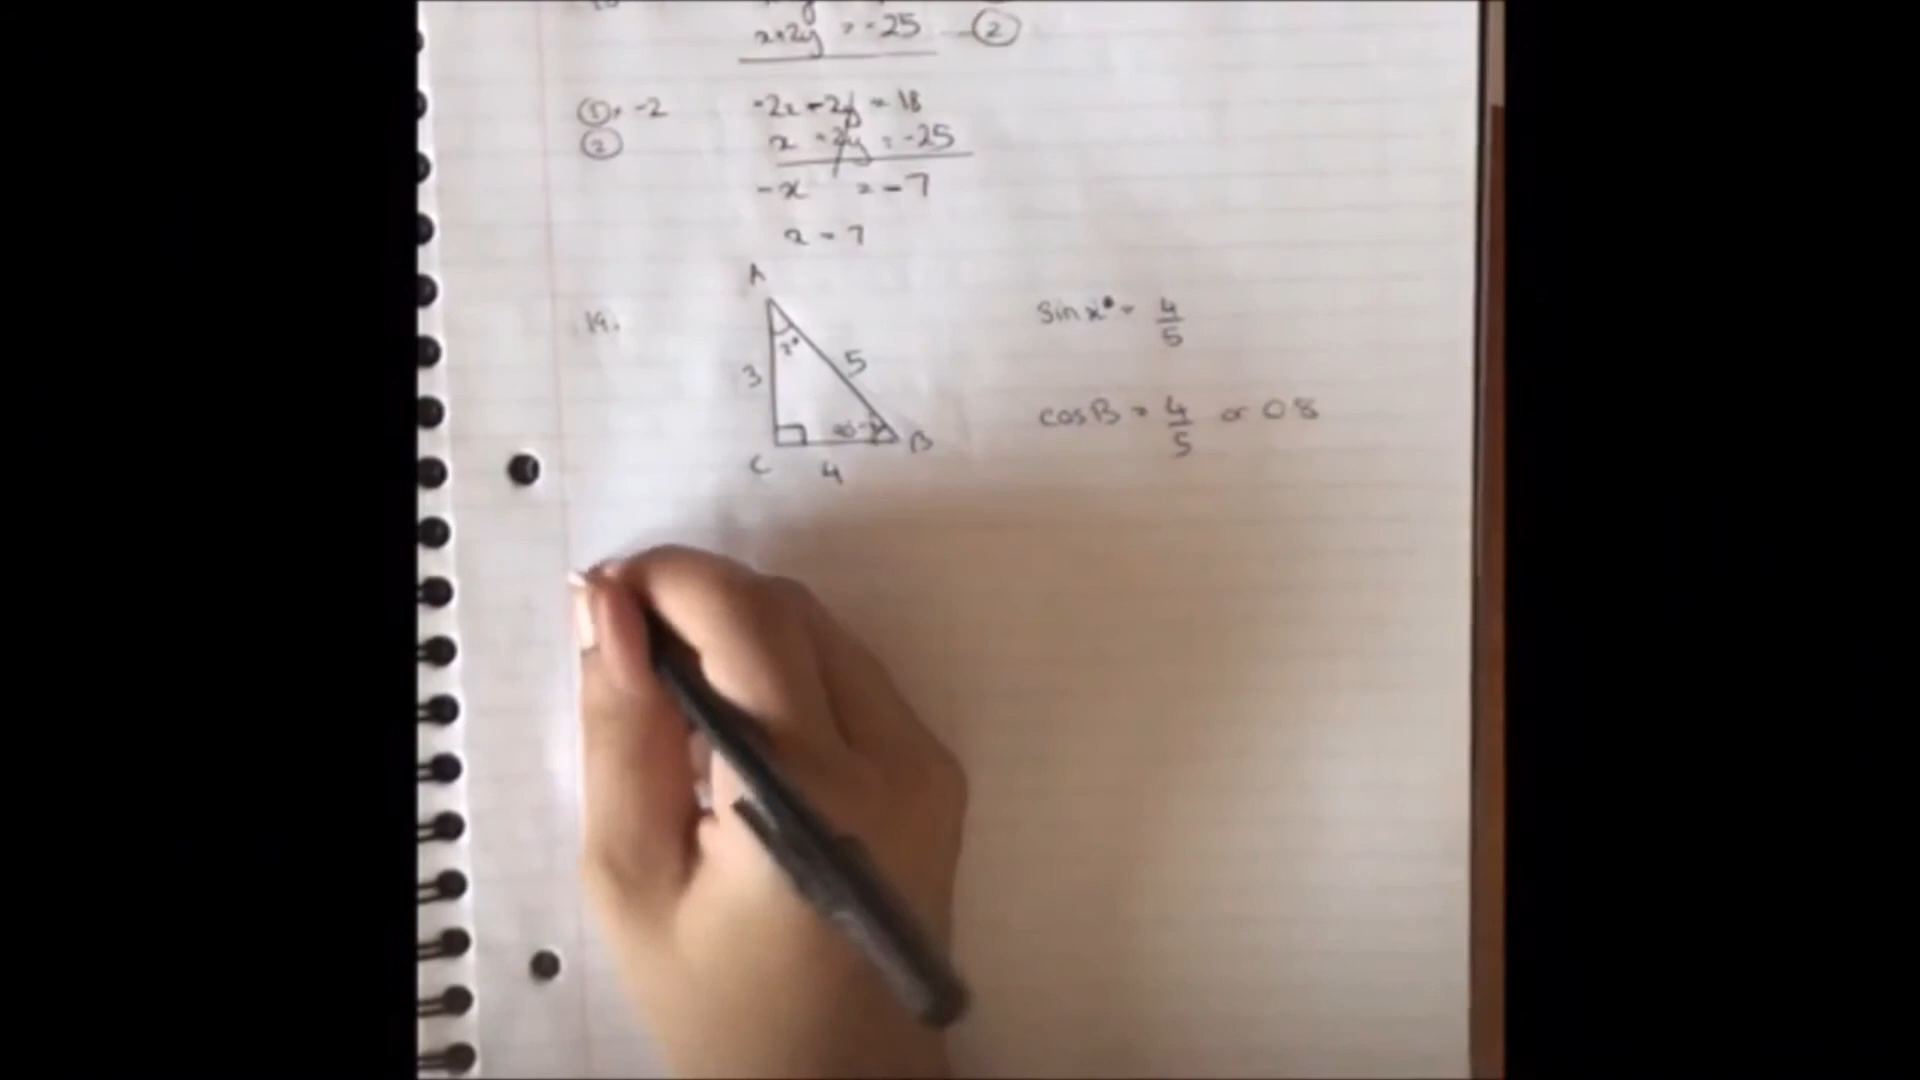 x+2y = -25 ②
① · -2 -2x - 2y = 18
② x + 2y = -25
-x = -7
x = 7
19.
A
x°
3
5
C
4
B
sin x° = 4/5
cos B = 4/5 or 0.8